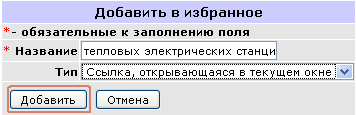 Добавить в избранное
*- обязательные к заполнению поля
* Название тепловых электрических станци
Тип Ссылка, открывающаяся в текущем окне
Добавить Отмена